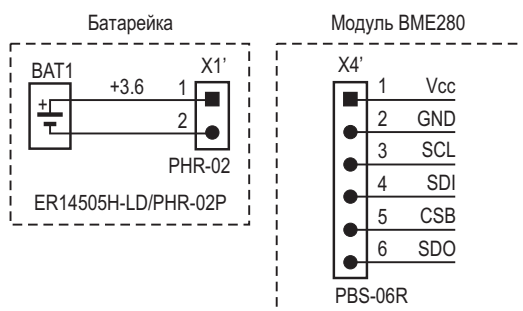 Батарейка
BAT1
+
+3.6
X1'
1
2
PHR-02
ER14505H-LD/PHR-02P
Модуль BME280
X4'
1 Vcc
2 GND
3 SCL
4 SDI
5 CSB
6 SDO
PBS-06R